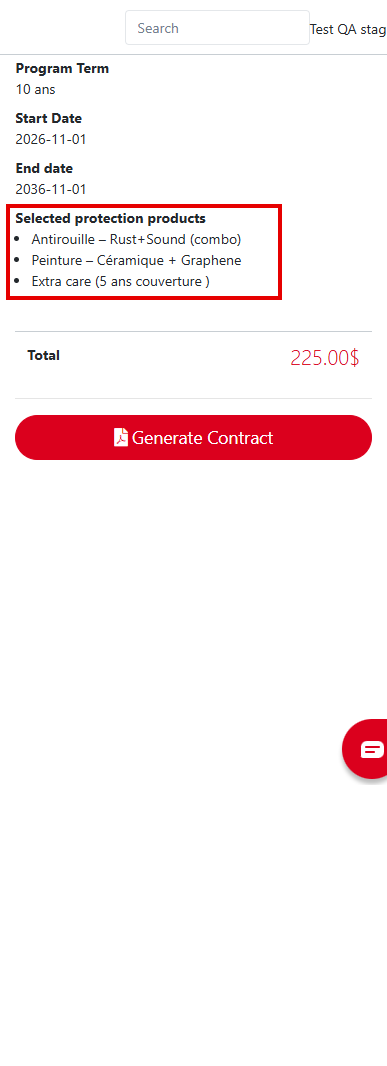 Search
Test QA stag
Program Term
10 ans
Start Date
2026-11-01
End date
2036-11-01
Selected protection products
Antirouille – Rust+Sound (combo)
Peinture – Céramique + Graphene
Extra care (5 ans couverture )
Total
225.00$
Generate Contract